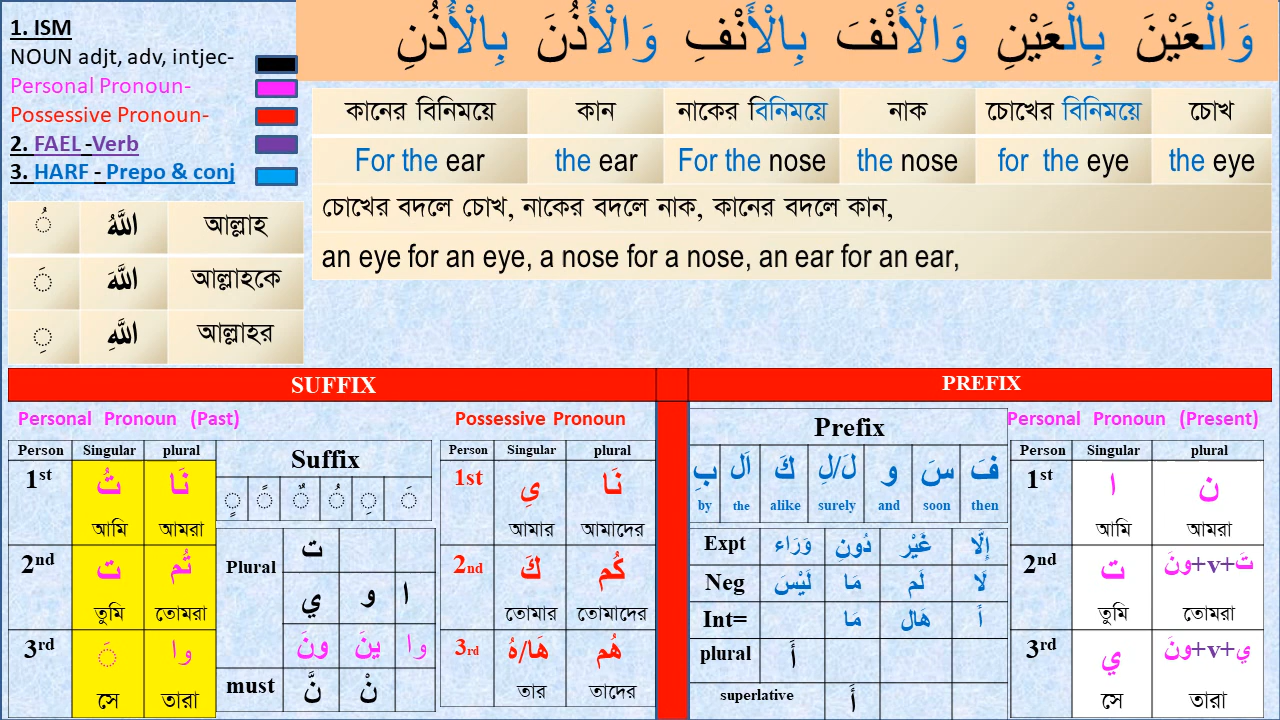 1. ISM
NOUN adjt, adv, intjec-
Personal Pronoun-
Possessive Pronoun-
2. FAEL -Verb
3. HARF - Prepo & conj
وَالْعَيْنَ بِالْعَيْنِ وَالْأَنْفَ بِالْأَنْفِ وَالْأُذُنَ بِالْأُذُنِ
কানের বিনিময়ে কান নাকের বিনিময়ে নাক চোখের বিনিময়ে চোখ
For the ear the ear For the nose the nose for the eye the eye
চোখের বদলে চোখ, নাকের বদলে নাক, কানের বদলে কান,
an eye for an eye, a nose for a nose, an ear for an ear,
ُ اللَّهُ আল্লাহ
َ اللَّهَ আল্লাহকে
ِ اللَّهِ আল্লাহর
SUFFIX
Personal Pronoun (Past)
Person Singular plural
1st تُ نَا
আমি আমরা
2nd ت تُم
তুমি তোমরা
3rd َ وا
সে তারা
Suffix
ٍ ً ٌ ُ ِ َ
Plural ت
ي و ا
ونَ ينَ وا
must نَّ نْ
Possessive Pronoun
Person Singular plural
1st ى نَا
আমার আমাদের
2nd كَ كُم
তোমার তোমাদের
3rd هَا/هُ هُم
তার তাদের
PREFIX
Prefix
بِ اَل كَ لَ/لِ و سَ فَ
by the alike surely and soon then
Expt وَرَاء دُونِ غَيْر إِلَّا
Neg لَيْسَ مَا لَم لَا
Int= مَا هَال أَ
plural أَ
superlative أَ
Personal Pronoun (Present)
Person Singular plural
1st ا ن
আমি আমরা
2nd ت تَ+v+ونَ
তুমি তোমরা
3rd ي ي+v+ونَ
সে তারা